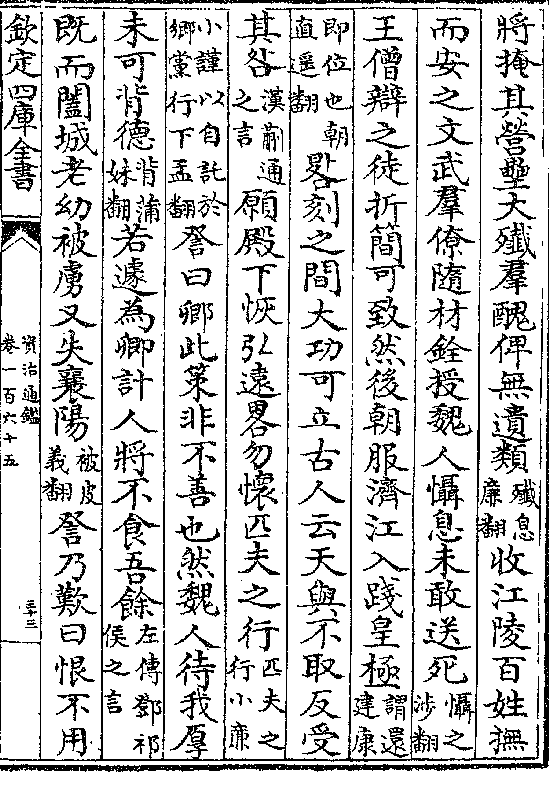 將掩其營壘大殲羣醜俾無遺類殲息廉翻收江陵百姓撫
而安之文武羣僚隨材銓授魏人懾息未敢送死懾之涉翻
王僧辯之徒折簡可致然後朝服濟江入踐皇極謂還建康
即位也朝直遥翻晷刻之間大功可立古人云天與不取反受
其咎漢蒯通之言願殿下恢弘遠畧勿懷匹夫之行匹夫之行小廉
小謹以自託於鄉黨行下孟翻詧曰卿此策非不善也然魏人待我厚
未可背德背蒲妹翻若遽為卿計人將不食吾餘左傳鄧祁侯之言
既而闔城老幼被虜又失襄陽被皮義翻詧乃歎曰恨不用
欽定四庫全書
資治通鑑
卷一百六十五
三十三